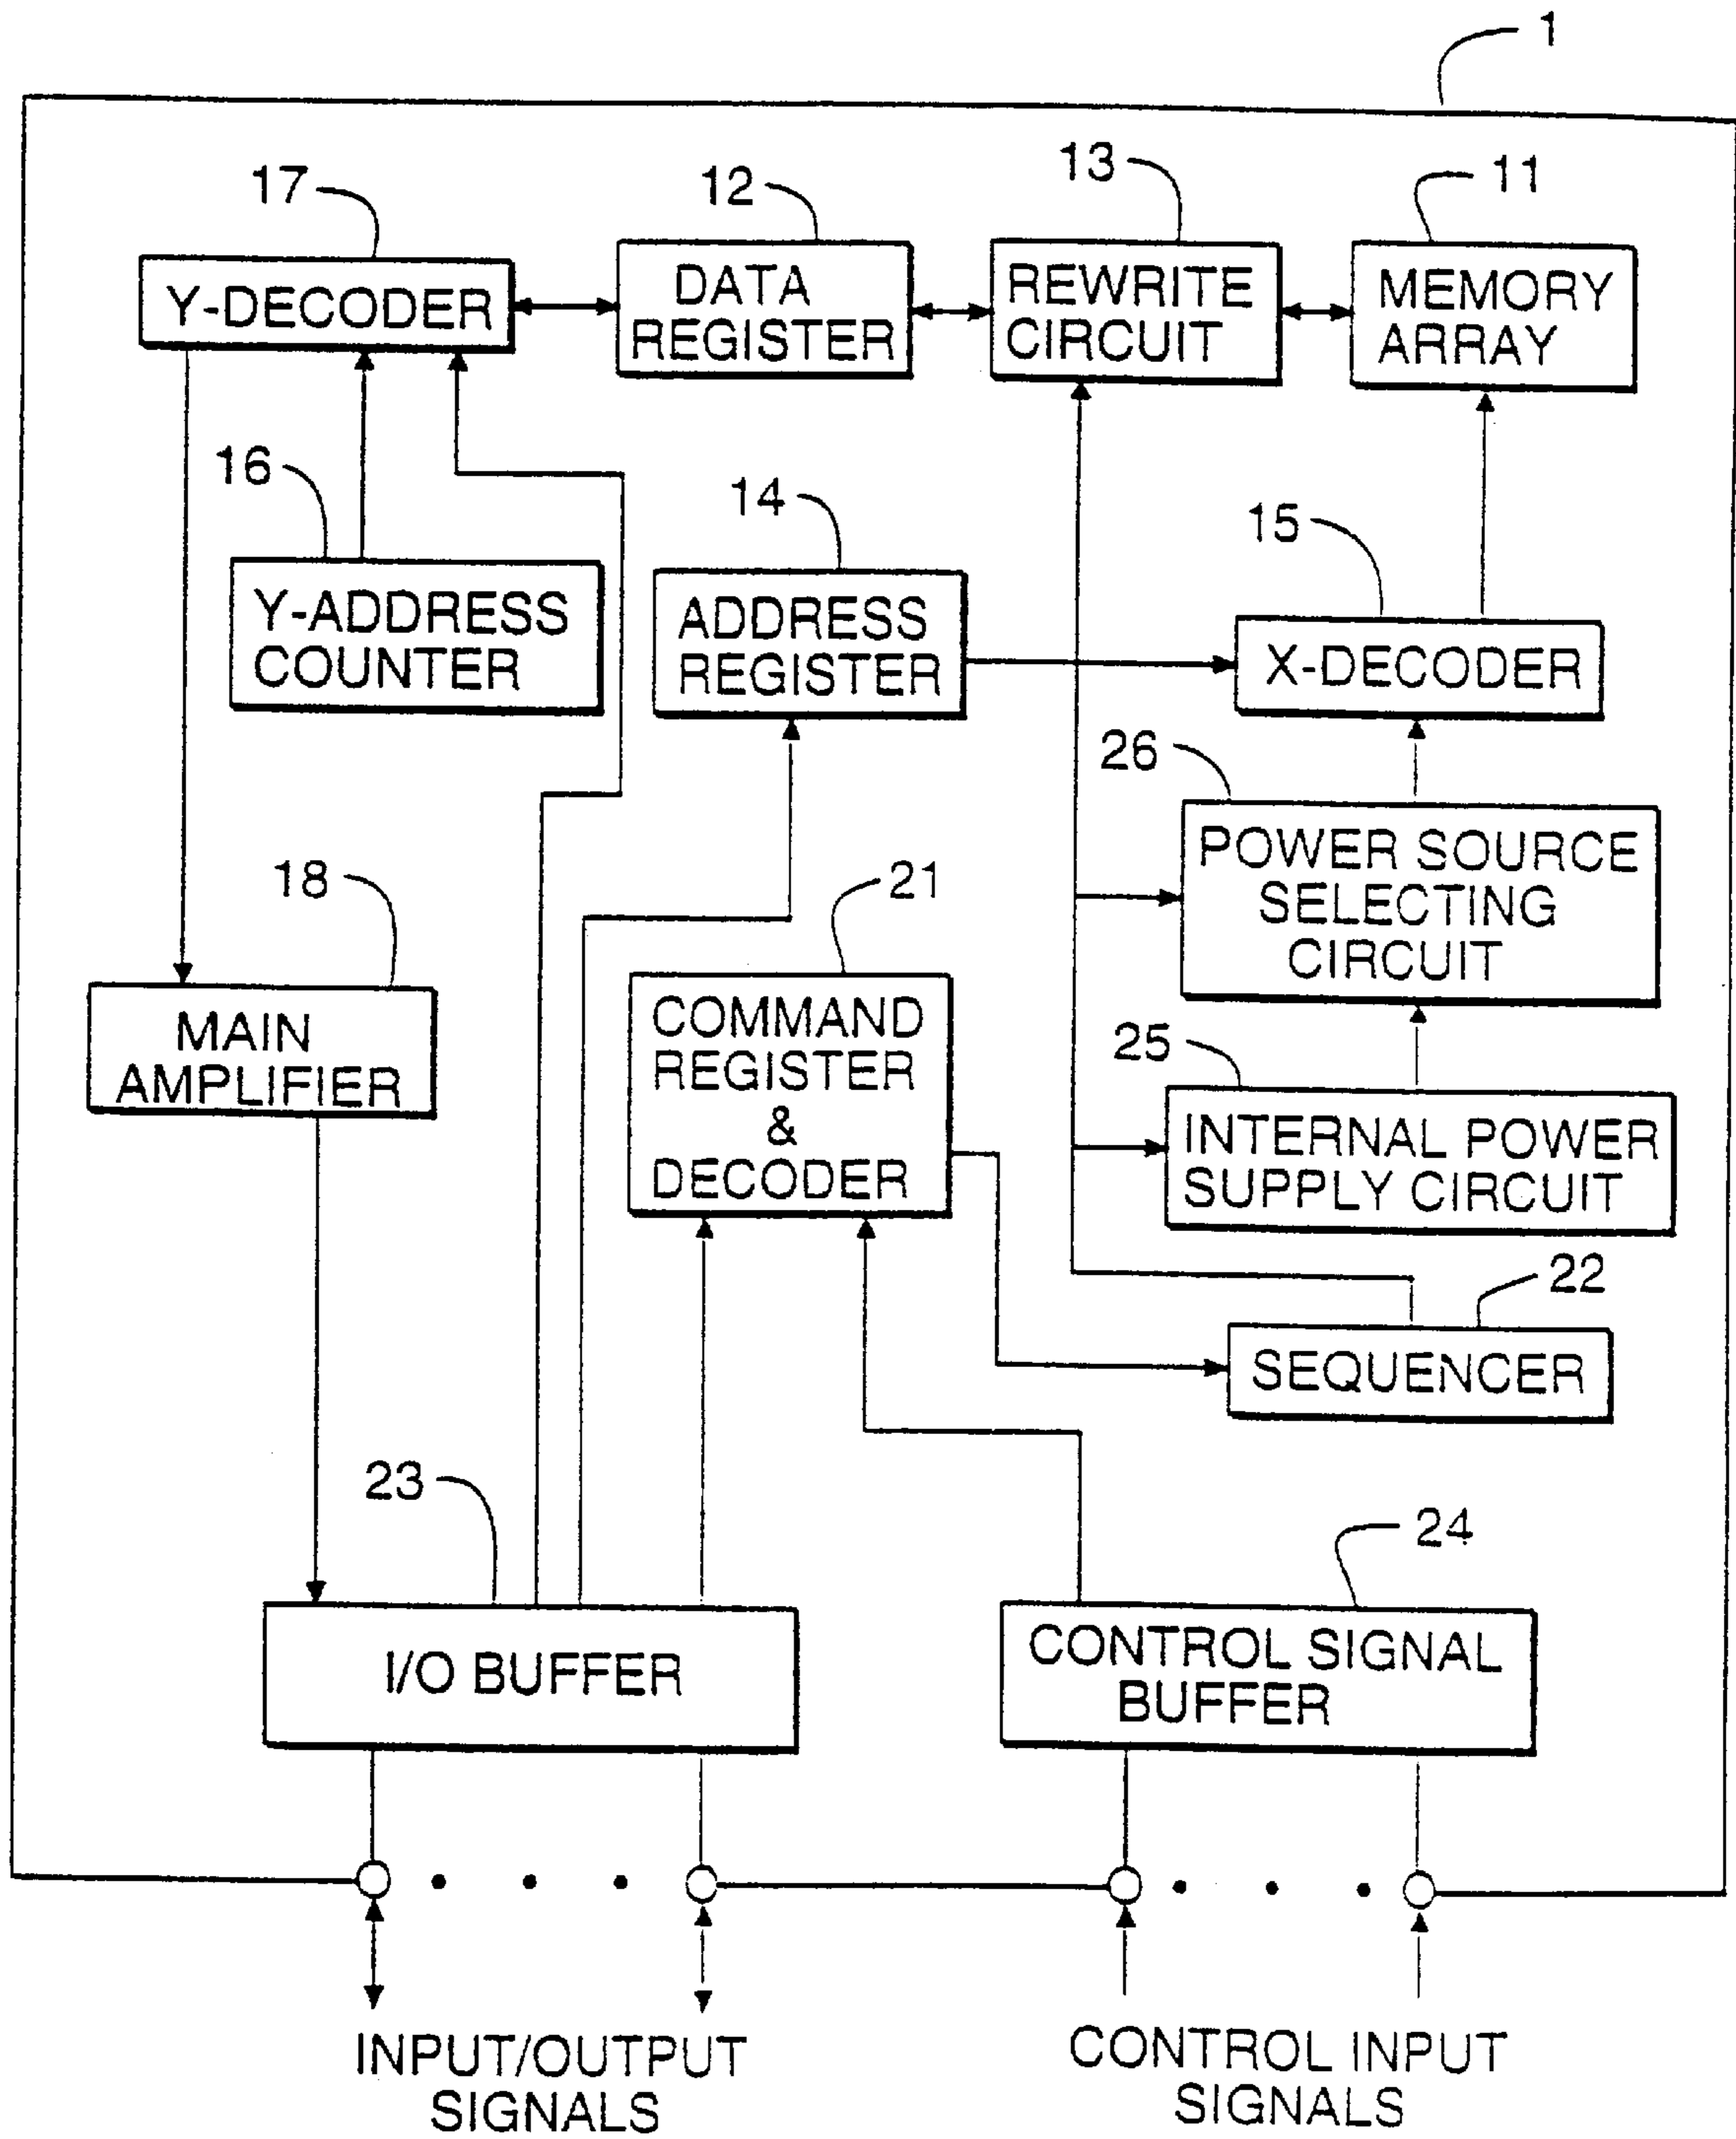 1
17
12
13
11
Y-DECODER
DATA
REGISTER
REWRITE
CIRCUIT
MEMORY
ARRAY
16
14
15
Y-ADDRESS
COUNTER
ADDRESS
REGISTER
X-DECODER
26
POWER SOURCE
SELECTING
CIRCUIT
18
21
MAIN
AMPLIFIER
COMMAND
REGISTER
&
DECODER
25
INTERNAL POWER
SUPPLY CIRCUIT
22
SEQUENCER
23
24
I/O BUFFER
CONTROL SIGNAL
BUFFER
INPUT/OUTPUT
SIGNALS
CONTROL INPUT
SIGNALS